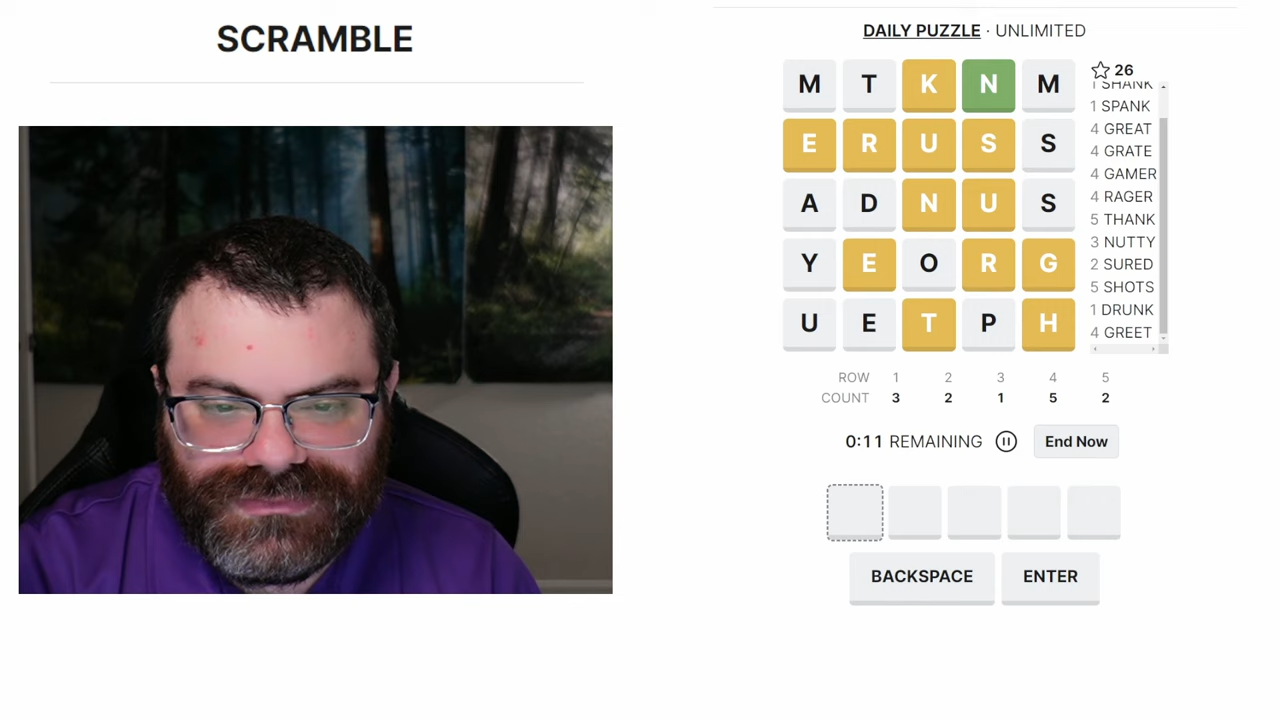 SCRAMBLE
DAILY PUZZLE · UNLIMITED
M T K N M
E R U S S
A D N U S
Y E O R G
U E T P H
26
1 SHANK
1 SPANK
4 GREAT
4 GRATE
4 GAMER
4 RAGER
5 THANK
3 NUTTY
2 SURED
5 SHOTS
1 DRUNK
4 GREET
ROW 1 2 3 4 5
COUNT 3 2 1 5 2
0:11 REMAINING
End Now
BACKSPACE ENTER